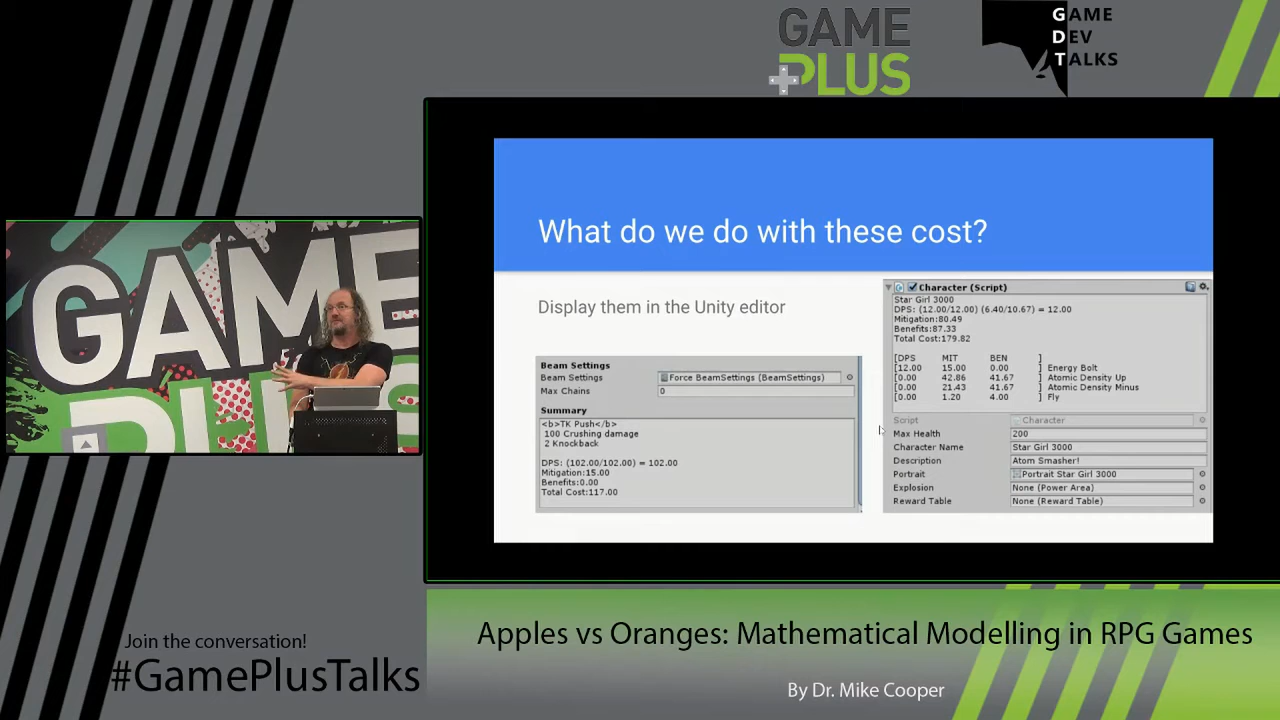 GAME
PLUS
GAME
DEV
TALKS
What do we do with these cost?
Display them in the Unity editor
Beam Settings
Beam Settings Force BeamSettings (BeamSettings)
Max Chains 0
Summary
<b>TK Push</b>
100 Crushing damage
2 Knockback
DPS: (102.00/102.00) = 102.00
Mitigation:15.00
Benefits:0.00
Total Cost:117.00
Character (Script)
Star Girl 3000
DPS: (12.00/12.00) (6.40/10.67) = 12.00
Mitigation:80.49
Benefits:87.33
Total Cost:179.82
[DPS MIT BEN ]
[12.00 15.00 0.00 ] Energy Bolt
[0.00 42.86 41.67 ] Atomic Density Up
[0.00 21.43 41.67 ] Atomic Density Minus
[0.00 1.20 4.00 ] Fly
Script Character
Max Health 200
Character Name Star Girl 3000
Description Atom Smasher!
Portrait Portrait Star Girl 3000
Explosion None (Power Area)
Reward Table None (Reward Table)
GAME
PLUS
Join the conversation!
#GamePlusTalks
Apples vs Oranges: Mathematical Modelling in RPG Games
By Dr. Mike Cooper